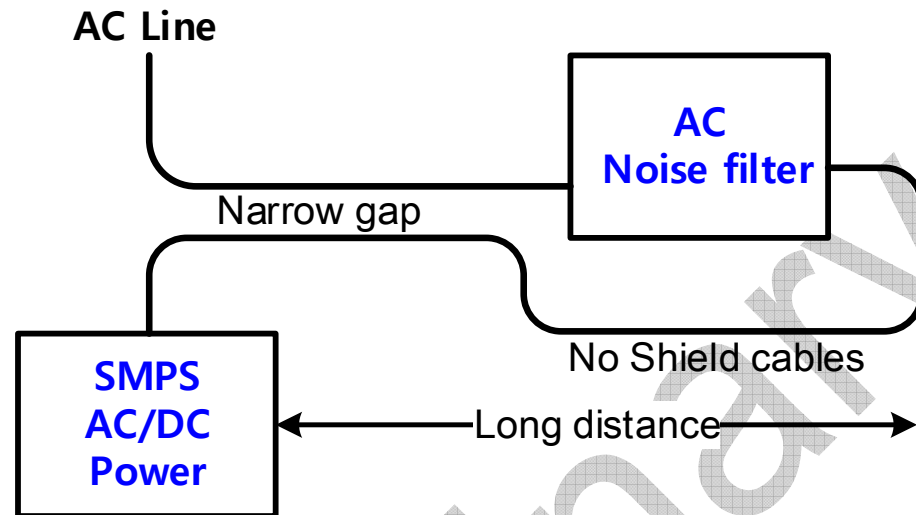 AC Line
AC
Noise filter
Narrow gap
No Shield cables
SMPS
AC/DC
Power
Long distance